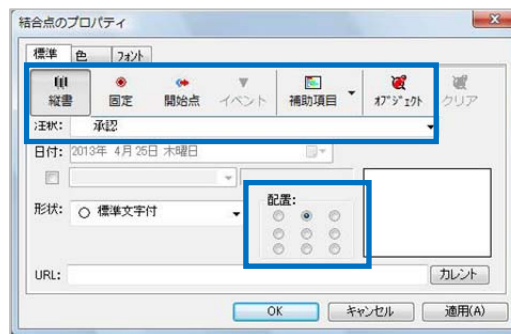 結合点のプロパティ
標準 色 フォント
縦書 固定 開始点 イベント 補助項目 オブジェクト クリア
注釈: 承認
日付: 2013年 4月 25日 木曜日
配置:
形状: 標準文字付
URL: カレント
OK キャンセル 適用(A)